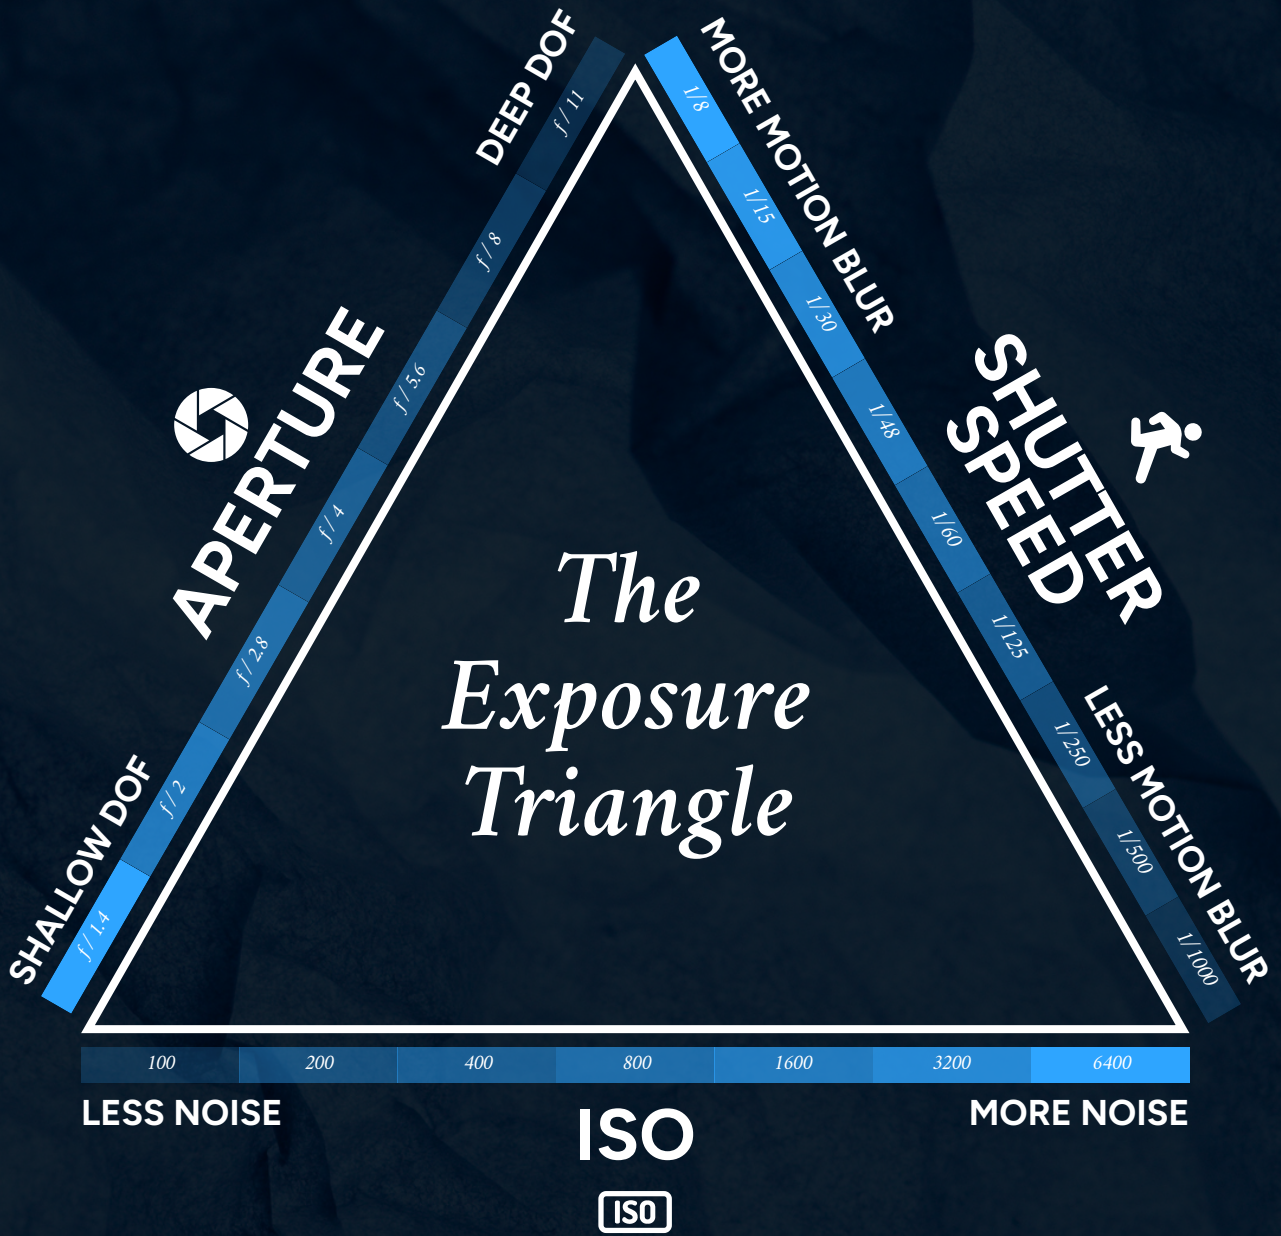 DEEP DOF
f / 11
f / 8
f / 5.6
f / 4
f / 2.8
f / 2
f / 1.4
SHALLOW DOF
APERTURE
MORE MOTION BLUR
1/8
1/15
1/30
1/48
1/60
1/125
1/250
1/500
1/1000
LESS MOTION BLUR
SHUTTER
SPEED
The
Exposure
Triangle
100 200 400 800 1600 3200 6400
LESS NOISE
MORE NOISE
ISO
ISO